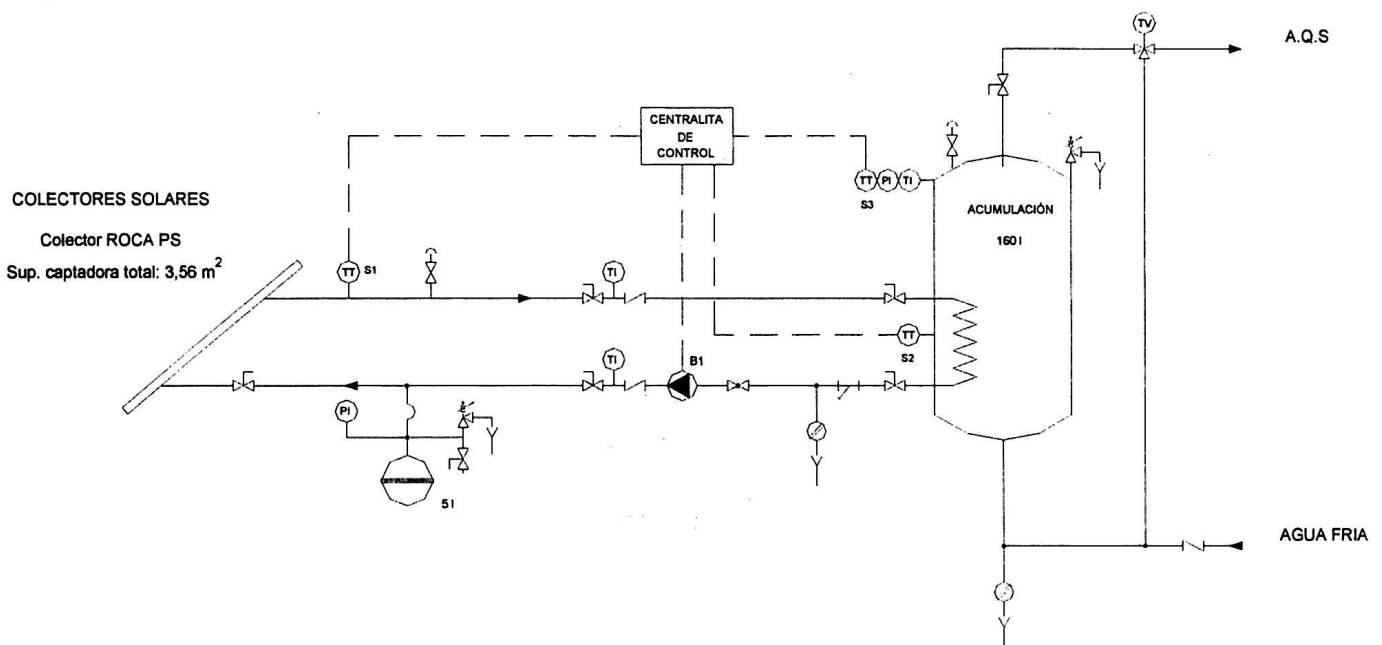 TV
A.Q.S
CENTRALITA
DE
CONTROL
TT PI TI
S3
ACUMULACIÓN
160 l
COLECTORES SOLARES
Colector ROCA PS
Sup. captadora total: 3,56 m²
TT S1
TI
TT
S2
TI
B1
PI
5 l
AGUA FRIA